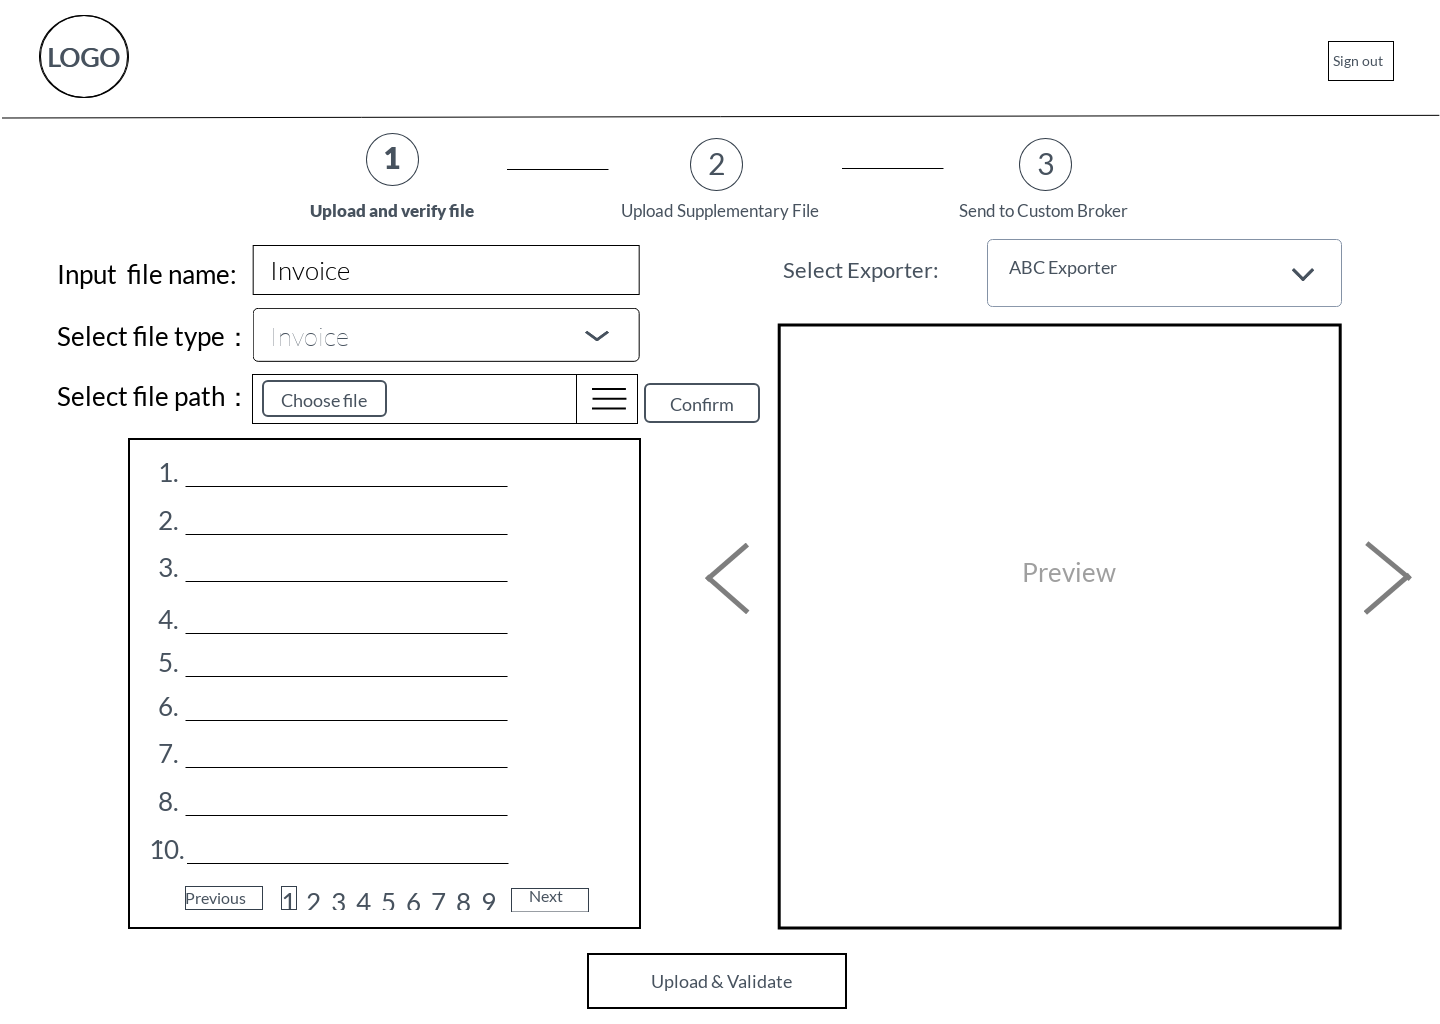 LOGO
Sign out
1
2
3
Upload and verify file
Upload Supplementary File
Send to Custom Broker
Input file name:
Invoice
Select Exporter:
ABC Exporter
Select file type :
Invoice
Select file path :
Choose file
Confirm
1.
2.
3.
4.
5.
6.
7.
8.
10.
Previous 1 2 3 4 5 6 7 8 9 Next
Preview
Upload & Validate